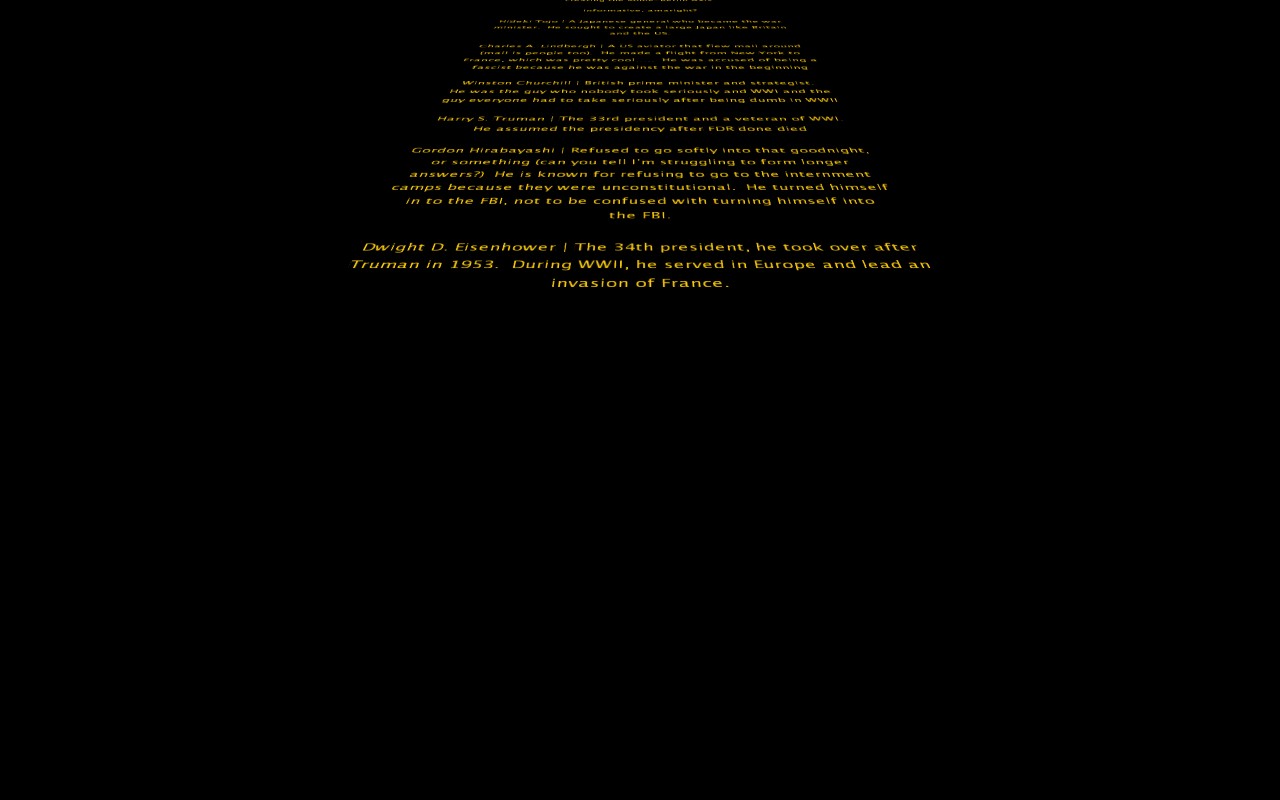 informative, amaright?
Hideki Tojo | A Japanese general who became the war
minister. He sought to create a large Japan like Britain
and the US
Charles A. Lindbergh | A US aviator that flew mail around
(mail is people too) He made a flight from New York to
France, which was pretty cool He was accused of being a
fascist because he was against the war in the beginning
Winston Churchill | British prime minister and strategist
He was the guy who nobody took seriously and WWI and the
guy everyone had to take seriously after being dumb in WWII
Harry S. Truman | The 33rd president and a veteran of WWI.
He assumed the presidency after FDR done died
Gordon Hirabayashi | Refused to go softly into that goodnight,
or something (can you tell I'm struggling to form longer
answers?) He is known for refusing to go to the internment
camps because they were unconstitutional. He turned himself
in to the FBI, not to be confused with turning himself into
the FBI.
Dwight D. Eisenhower | The 34th president, he took over after
Truman in 1953. During WWII, he served in Europe and lead an
invasion of France.